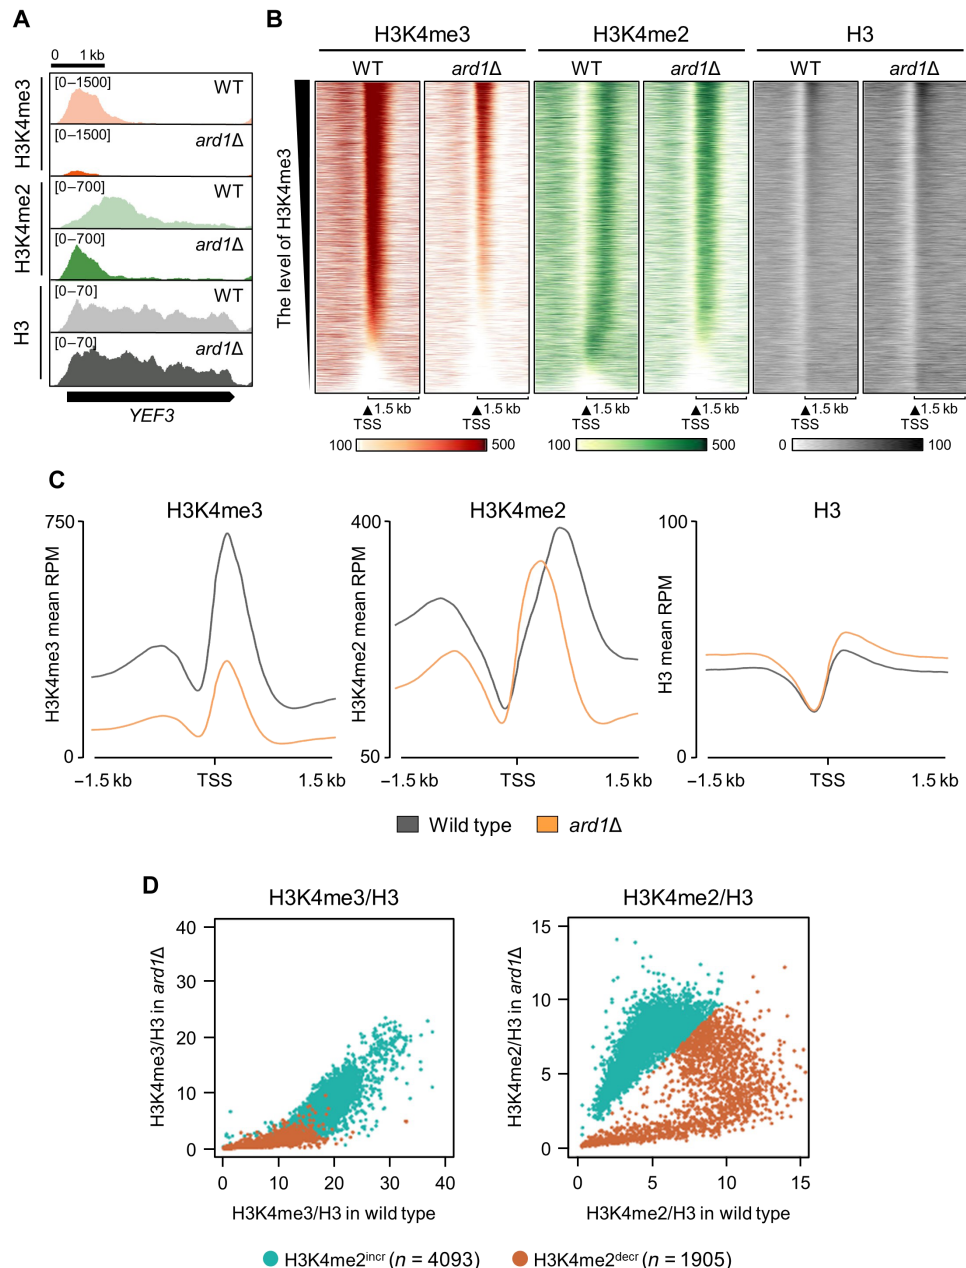 A
0 1 kb
H3K4me3
[0–1500] WT
[0–1500] ard1Δ
H3K4me2
[0–700] WT
[0–700] ard1Δ
H3
[0–70] WT
[0–70] ard1Δ
YEF3
B
H3K4me3 H3K4me2 H3
WT ard1Δ WT ard1Δ WT ard1Δ
The level of H3K4me3
1.5 kb 1.5 kb 1.5 kb 1.5 kb 1.5 kb 1.5 kb
TSS TSS TSS TSS TSS TSS
100 500 100 500 0 100
C
H3K4me3
H3K4me3 mean RPM
750
0
−1.5 kb TSS 1.5 kb
H3K4me2
H3K4me2 mean RPM
400
50
−1.5 kb TSS 1.5 kb
H3
H3 mean RPM
100
0
−1.5 kb TSS 1.5 kb
Wild type ard1Δ
D
H3K4me3/H3
H3K4me3/H3 in ard1Δ
40
30
20
10
0
0 10 20 30 40
H3K4me3/H3 in wild type
H3K4me2/H3
H3K4me2/H3 in ard1Δ
15
10
5
0
0 5 10 15
H3K4me2/H3 in wild type
H3K4me2incr (n = 4093) H3K4me2decr (n = 1905)